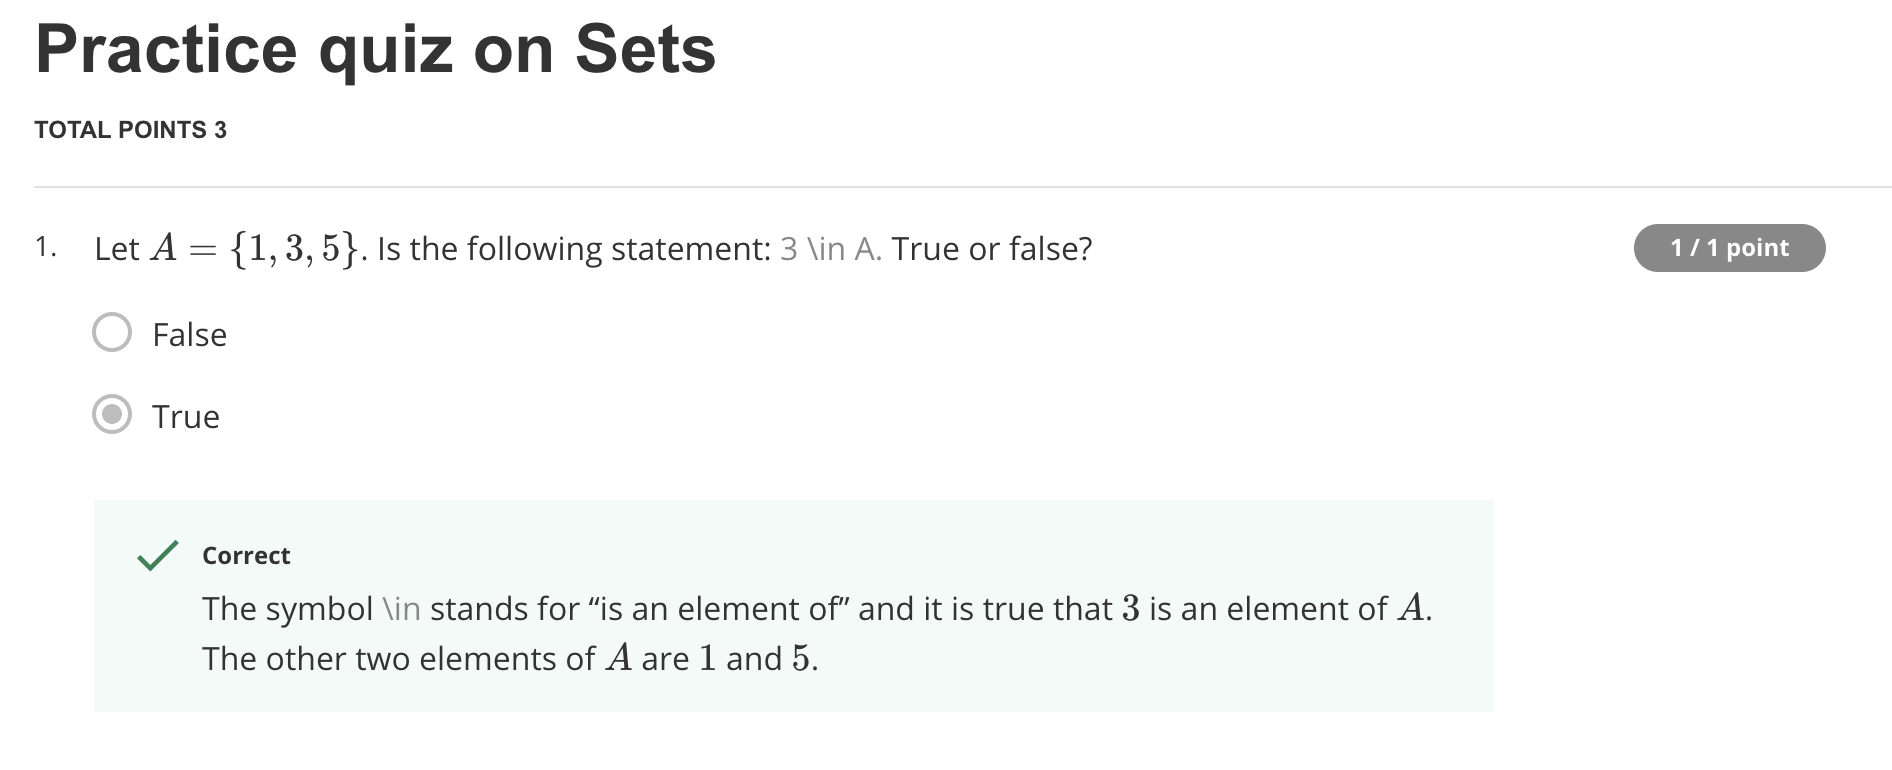 Practice quiz on Sets
TOTAL POINTS 3
1. Let A = {1, 3, 5}. Is the following statement: 3 \in A. True or false?
1 / 1 point
False
True
Correct
The symbol \in stands for “is an element of” and it is true that 3 is an element of A.
The other two elements of A are 1 and 5.